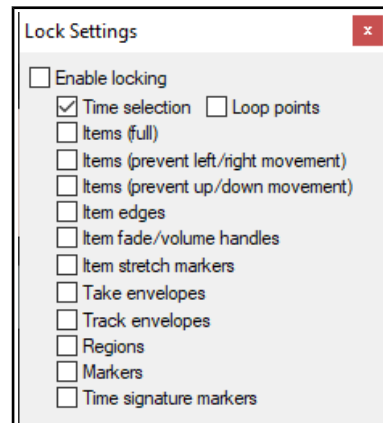 Lock Settings x
Enable locking
Time selection Loop points
Items (full)
Items (prevent left/right movement)
Items (prevent up/down movement)
Item edges
Item fade/volume handles
Item stretch markers
Take envelopes
Track envelopes
Regions
Markers
Time signature markers